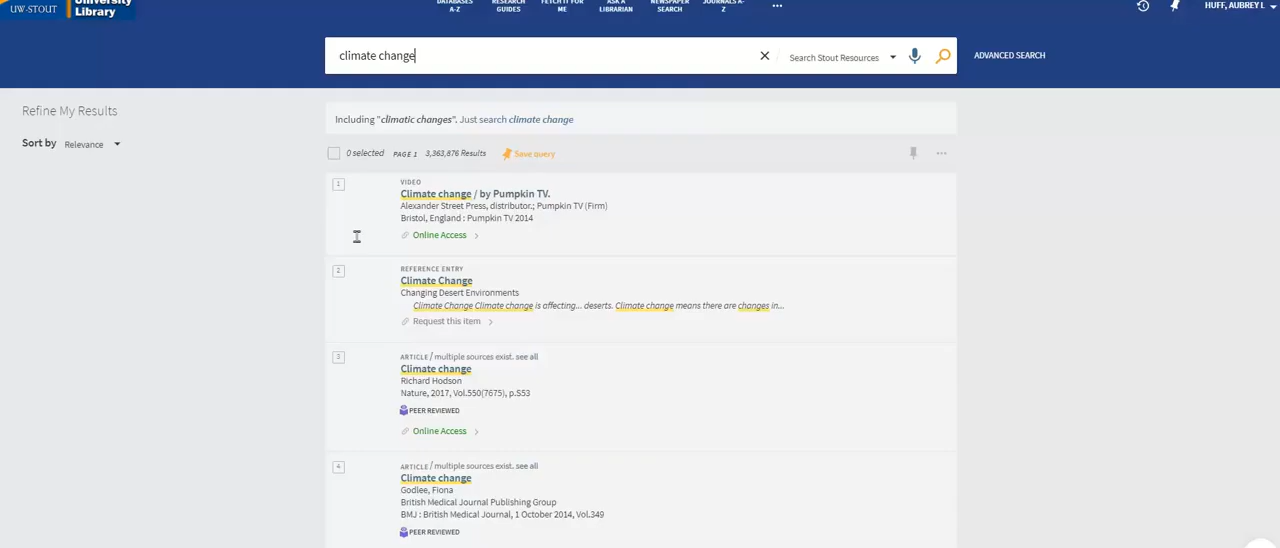 UW-STOUT
University
Library
DATABASES
A-Z
RESEARCH
GUIDES
FETCH IT FOR
ME
ASK A
LIBRARIAN
NEWSPAPER
SEARCH
JOURNALS A-
Z
...
HUFF, AUBREY L
climate change
Search Stout Resources
ADVANCED SEARCH
Refine My Results
Sort by Relevance
Including "climatic changes". Just search climate change
0 selected PAGE 1 3,363,876 Results Save query
1
VIDEO
Climate change / by Pumpkin TV.
Alexander Street Press, distributor.; Pumpkin TV (Firm)
Bristol, England : Pumpkin TV 2014
Online Access
2
REFERENCE ENTRY
Climate Change
Changing Desert Environments
Climate Change Climate change is affecting... deserts. Climate change means there are changes in...
Request this item
3
ARTICLE / multiple sources exist. see all
Climate change
Richard Hodson
Nature, 2017, Vol.550(7675), p.S53
PEER REVIEWED
Online Access
4
ARTICLE / multiple sources exist. see all
Climate change
Godlee, Fiona
British Medical Journal Publishing Group
BMJ : British Medical Journal, 1 October 2014, Vol.349
PEER REVIEWED